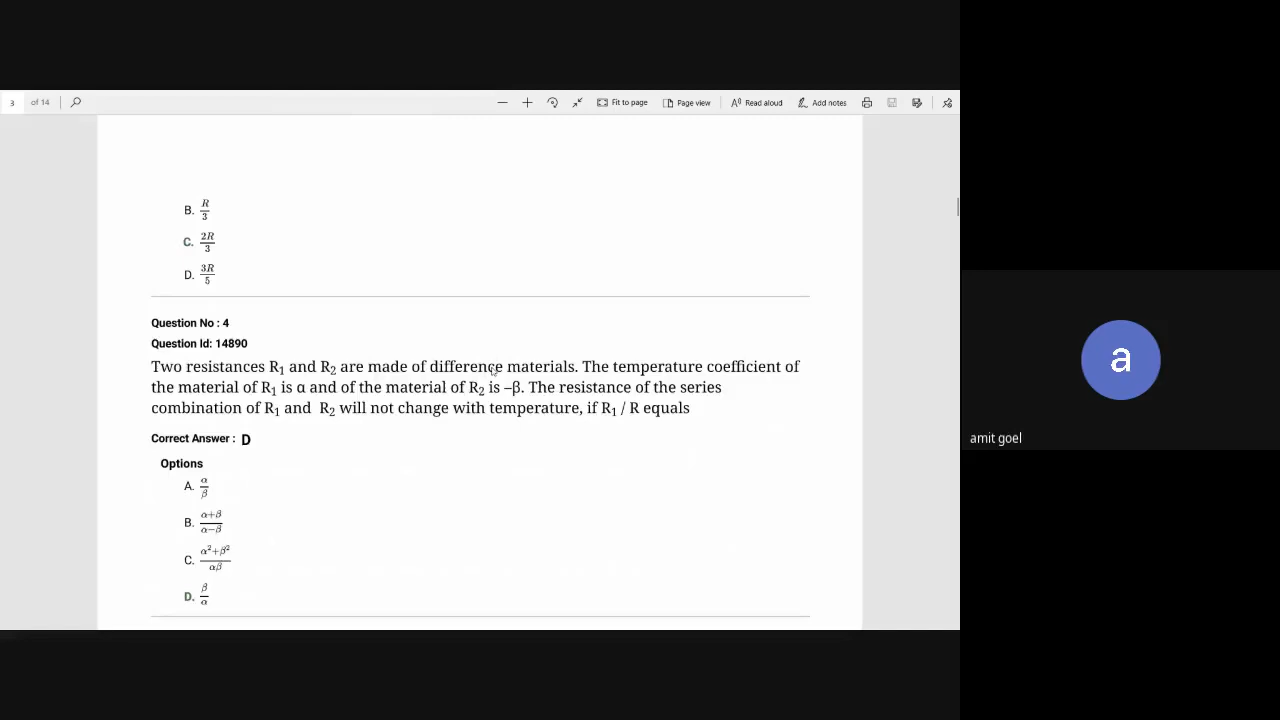 3 of 14 Fit to page Page view Read aloud Add notes
B. R/3
C. 2R/3
D. 3R/5
Question No : 4
Question Id: 14890
Two resistances R₁ and R₂ are made of difference materials. The temperature coefficient of
the material of R₁ is α and of the material of R₂ is –β. The resistance of the series
combination of R₁ and R₂ will not change with temperature, if R₁ / R equals
Correct Answer : D
Options
A. α/β
B. α+β/α−β
C. α²+β²/αβ
D. β/α
a
amit goel